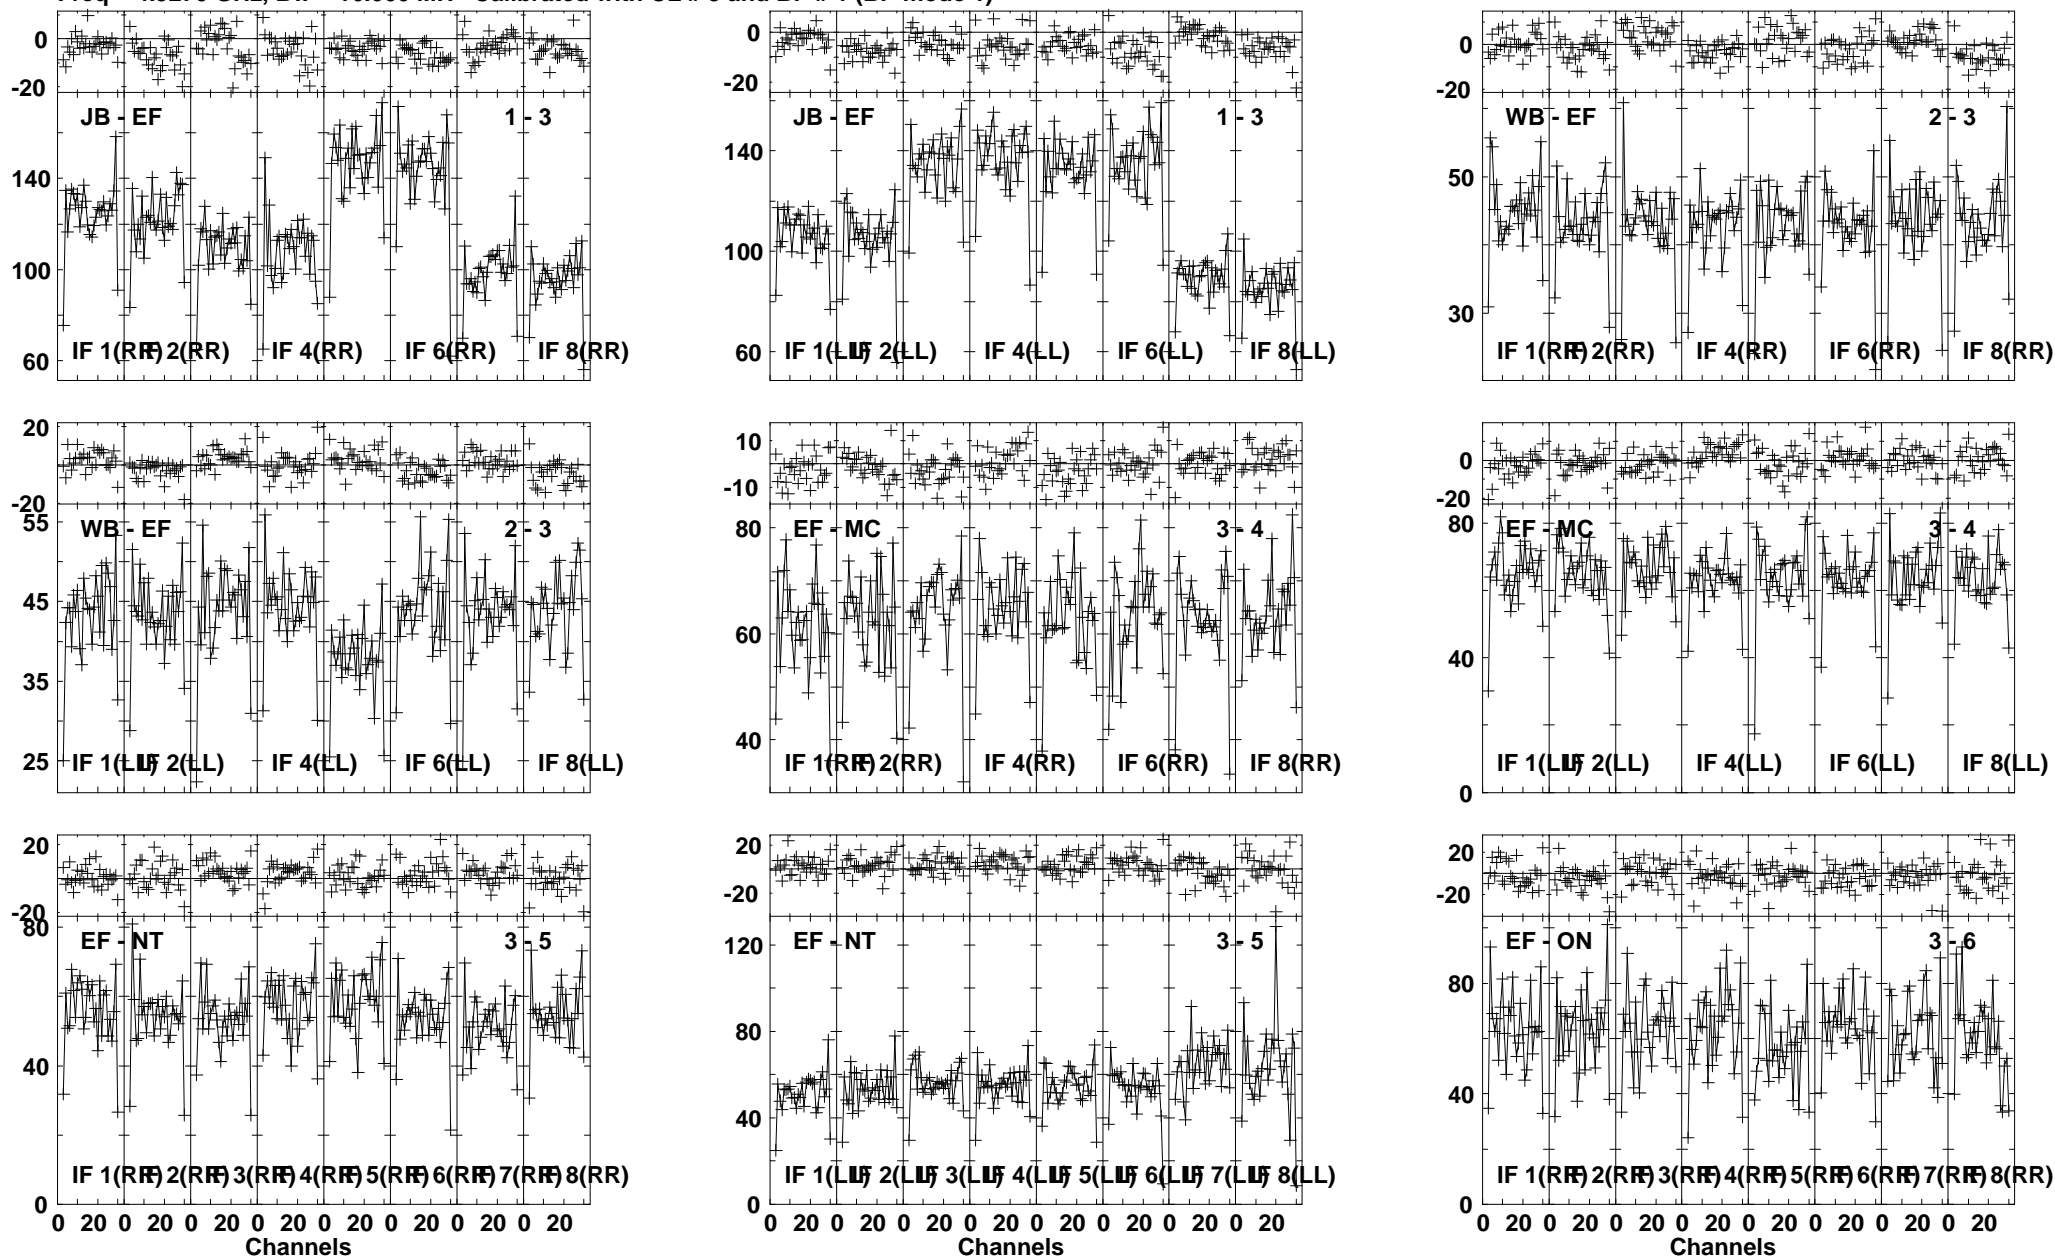 0
-20
JB - EF
1 - 3
140
100
60
IF 1(RR)
IF 2(RR)
IF 4(RR)
IF 6(RR)
IF 8(RR)
0
-20
JB - EF
1 - 3
140
100
60
IF 1(LL)
IF 2(LL)
IF 4(LL)
IF 6(LL)
IF 8(LL)
0
-20
WB - EF
2 - 3
50
30
IF 1(RR)
IF 2(RR)
IF 4(RR)
IF 6(RR)
IF 8(RR)
20
-20
WB - EF
2 - 3
55
45
35
25
IF 1(LL)
IF 2(LL)
IF 4(LL)
IF 6(LL)
IF 8(LL)
10
-10
EF - MC
3 - 4
80
60
40
IF 1(RR)
IF 2(RR)
IF 4(RR)
IF 6(RR)
IF 8(RR)
0
-20
EF - MC
3 - 4
80
40
0
IF 1(LL)
IF 2(LL)
IF 4(LL)
IF 6(LL)
IF 8(LL)
20
-20
EF - NT
3 - 5
80
40
0
IF 1(RR)
IF 2(RR)
IF 3(RR)
IF 4(RR)
IF 5(RR)
IF 6(RR)
IF 7(RR)
IF 8(RR)
0 20 0 20 0 20 0 20 0 20 0 20 0 20 0 20
Channels
20
-20
EF - NT
3 - 5
120
80
40
0
IF 1(LL)
IF 2(LL)
IF 3(LL)
IF 4(LL)
IF 5(LL)
IF 6(LL)
IF 7(LL)
IF 8(LL)
0 20 0 20 0 20 0 20 0 20 0 20 0 20 0 20
Channels
20
-20
EF - ON
3 - 6
80
40
0
IF 1(RR)
IF 2(RR)
IF 3(RR)
IF 4(RR)
IF 5(RR)
IF 6(RR)
IF 7(RR)
IF 8(RR)
0 20 0 20 0 20 0 20 0 20 0 20 0 20 0 20
Channels